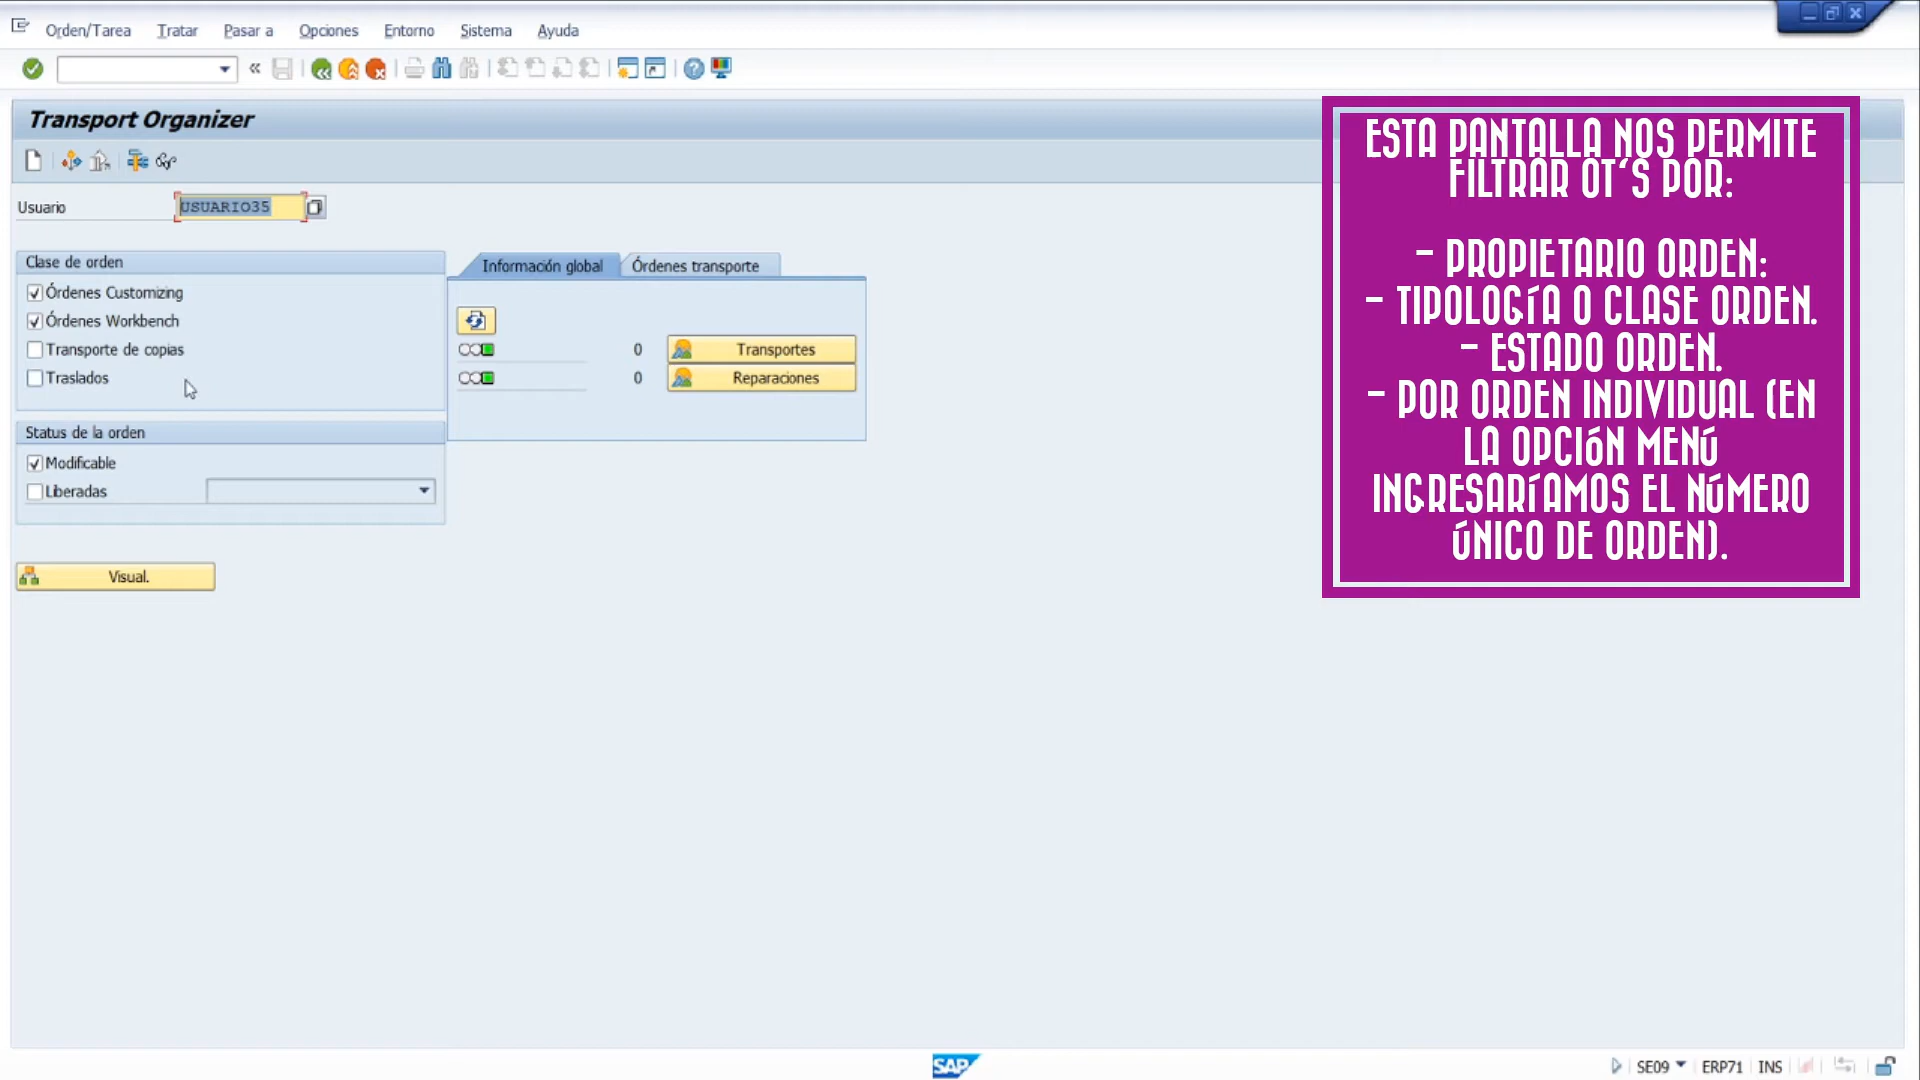 Orden/Tarea Tratar Pasar a Opciones Entorno Sistema Ayuda
Transport Organizer
Usuario USUARIO35
Clase de orden
Órdenes Customizing
Órdenes Workbench
Transporte de copias
Traslados
Información global Órdenes transporte
0 Transportes
0 Reparaciones
Status de la orden
Modificable
Liberadas
Visual.
ESTA PANTALLA NOS PERMITE
FILTRAR OT'S POR:
- PROPIETARIO ORDEN:
- TIPOLOGÍA O CLASE ORDEN.
- ESTADO ORDEN.
- POR ORDEN INDIVIDUAL (EN
LA OPCIÓN MENÚ
INGRESARÍAMOS EL NÚMERO
ÚNICO DE ORDEN).
SAP
SE09 ERP71 INS